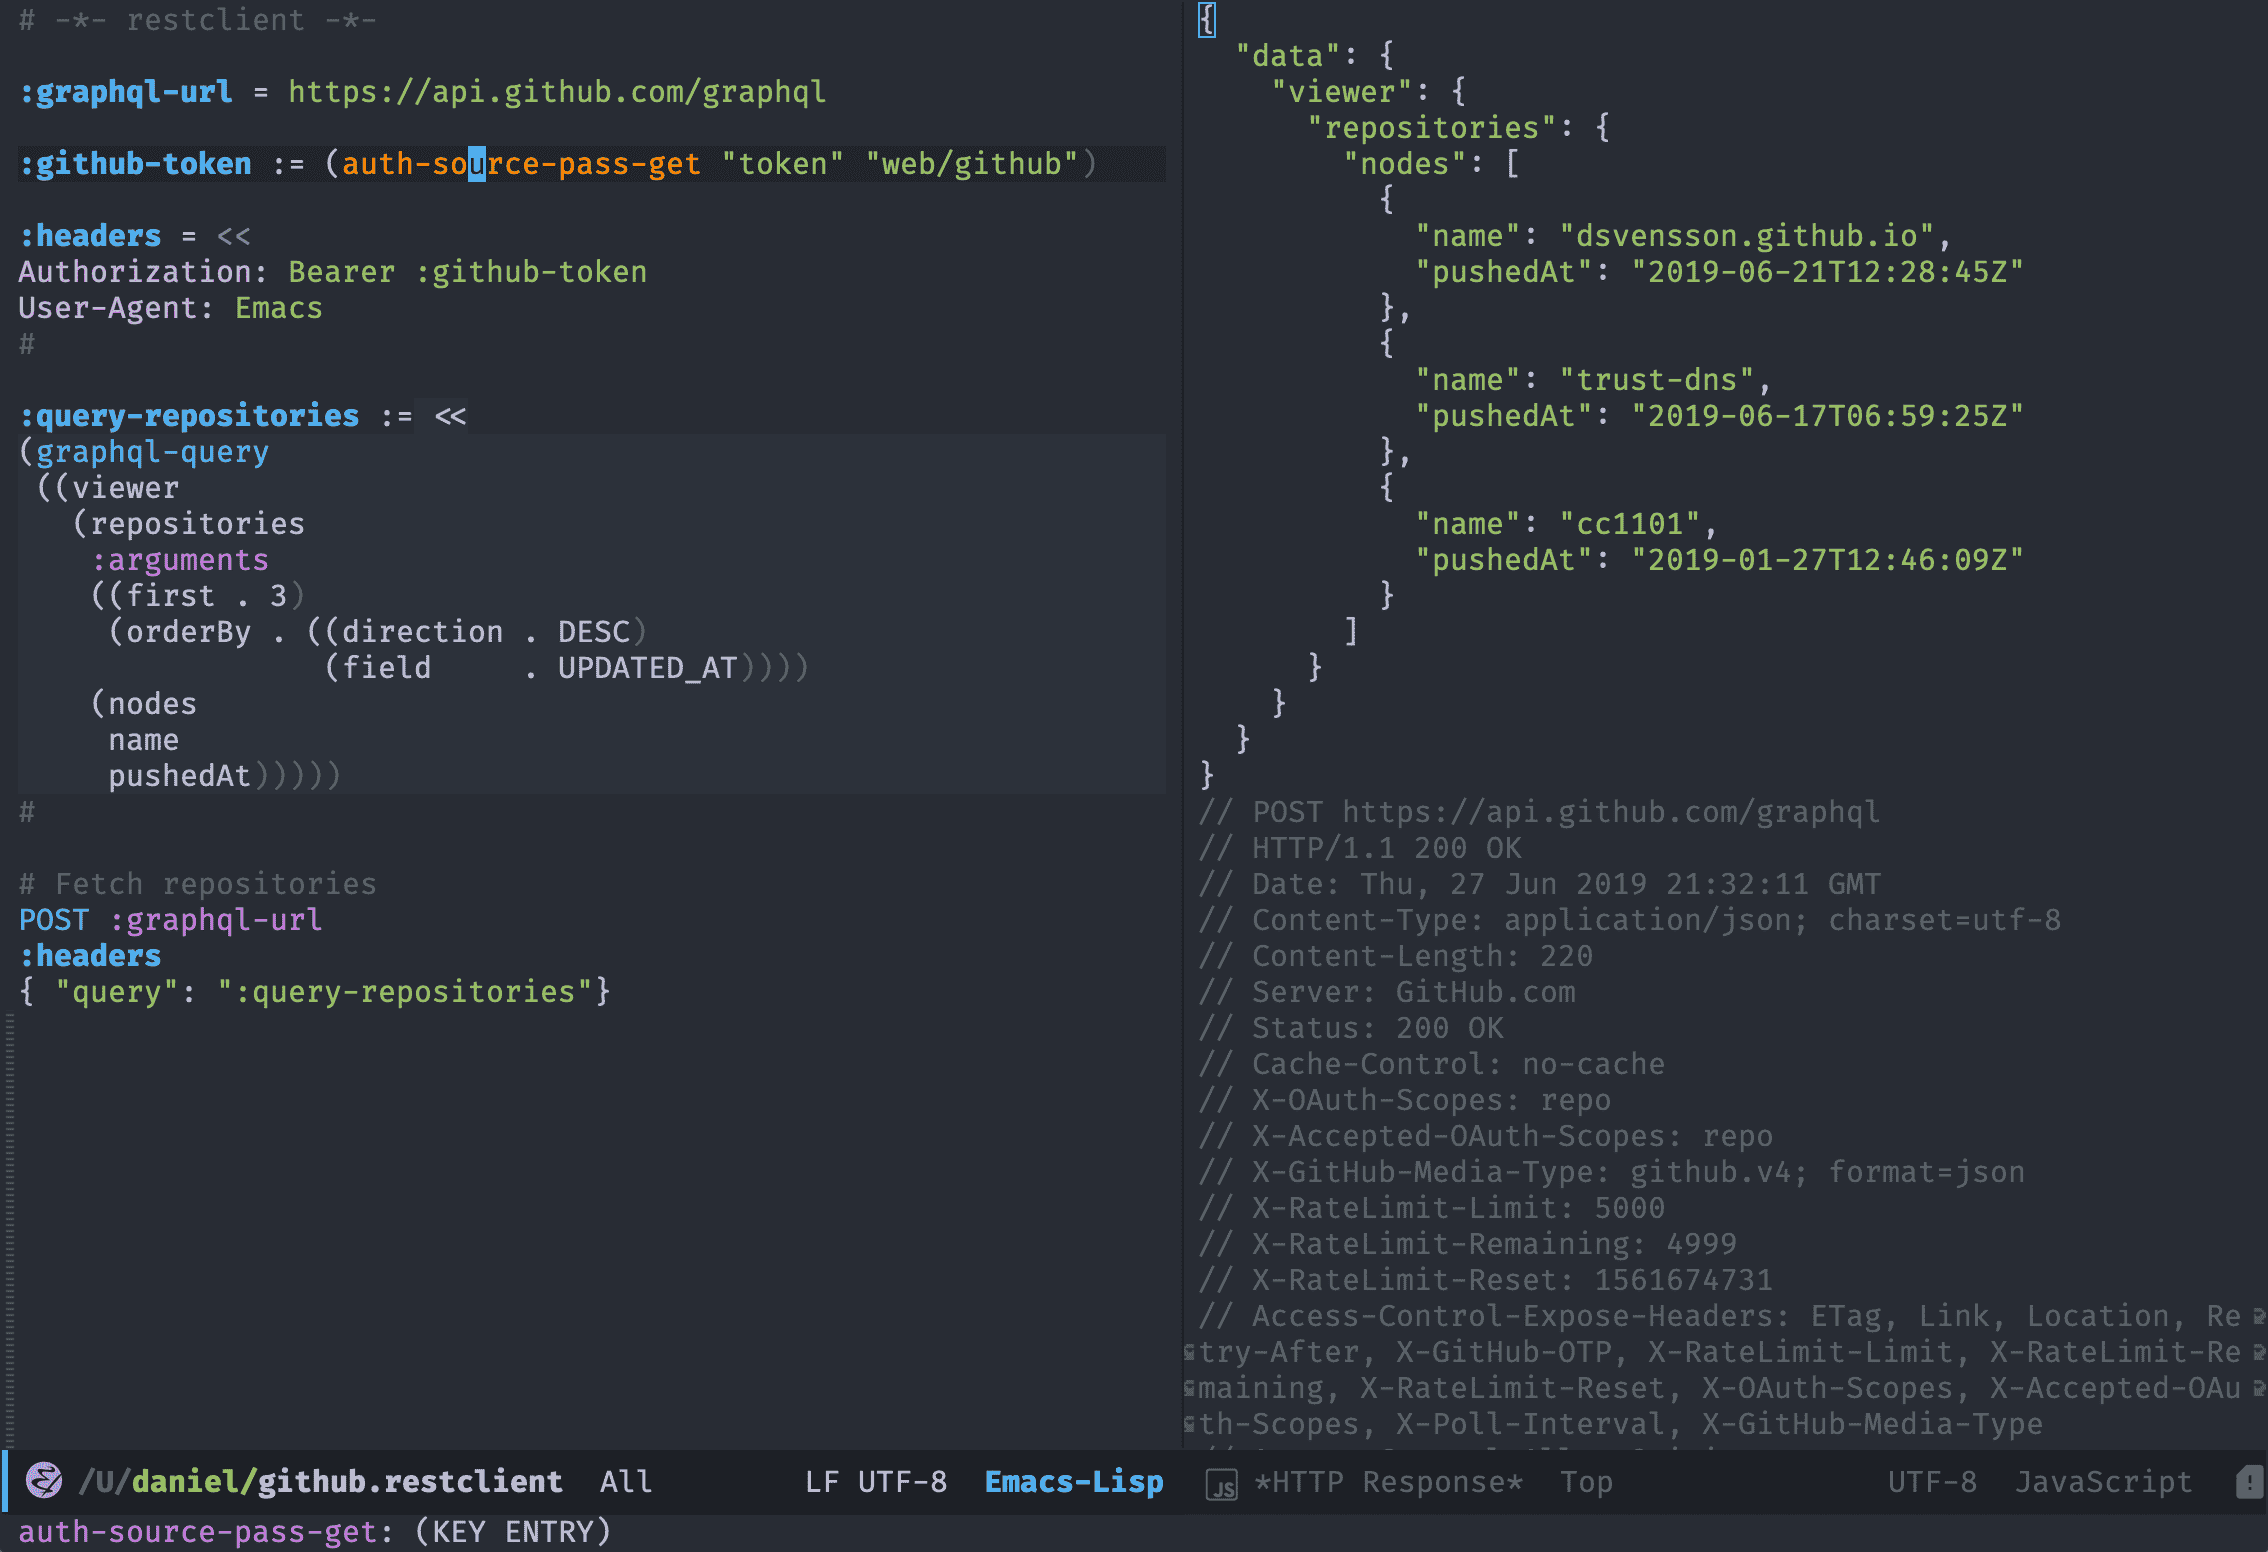 # -*- restclient -*-
:graphql-url = https://api.github.com/graphql
:github-token := (auth-source-pass-get "token" "web/github")
:headers = <<
Authorization: Bearer :github-token
User-Agent: Emacs
#
:query-repositories := <<
(graphql-query
((viewer
(repositories
:arguments
((first . 3)
(orderBy . ((direction . DESC)
(field . UPDATED_AT))))
(nodes
name
pushedAt)))))
#
# Fetch repositories
POST :graphql-url
:headers
{ "query": ":query-repositories"}
/U/daniel/github.restclient All LF UTF-8 Emacs-Lisp
{
"data": {
"viewer": {
"repositories": {
"nodes": [
{
"name": "dsvensson.github.io",
"pushedAt": "2019-06-21T12:28:45Z"
},
{
"name": "trust-dns",
"pushedAt": "2019-06-17T06:59:25Z"
},
{
"name": "cc1101",
"pushedAt": "2019-01-27T12:46:09Z"
}
]
}
}
}
}
// POST https://api.github.com/graphql
// HTTP/1.1 200 OK
// Date: Thu, 27 Jun 2019 21:32:11 GMT
// Content-Type: application/json; charset=utf-8
// Content-Length: 220
// Server: GitHub.com
// Status: 200 OK
// Cache-Control: no-cache
// X-OAuth-Scopes: repo
// X-Accepted-OAuth-Scopes: repo
// X-GitHub-Media-Type: github.v4; format=json
// X-RateLimit-Limit: 5000
// X-RateLimit-Remaining: 4999
// X-RateLimit-Reset: 1561674731
// Access-Control-Expose-Headers: ETag, Link, Location, Re
try-After, X-GitHub-OTP, X-RateLimit-Limit, X-RateLimit-Re
maining, X-RateLimit-Reset, X-OAuth-Scopes, X-Accepted-OAu
th-Scopes, X-Poll-Interval, X-GitHub-Media-Type
JS *HTTP Response* Top UTF-8 JavaScript !
auth-source-pass-get: (KEY ENTRY)